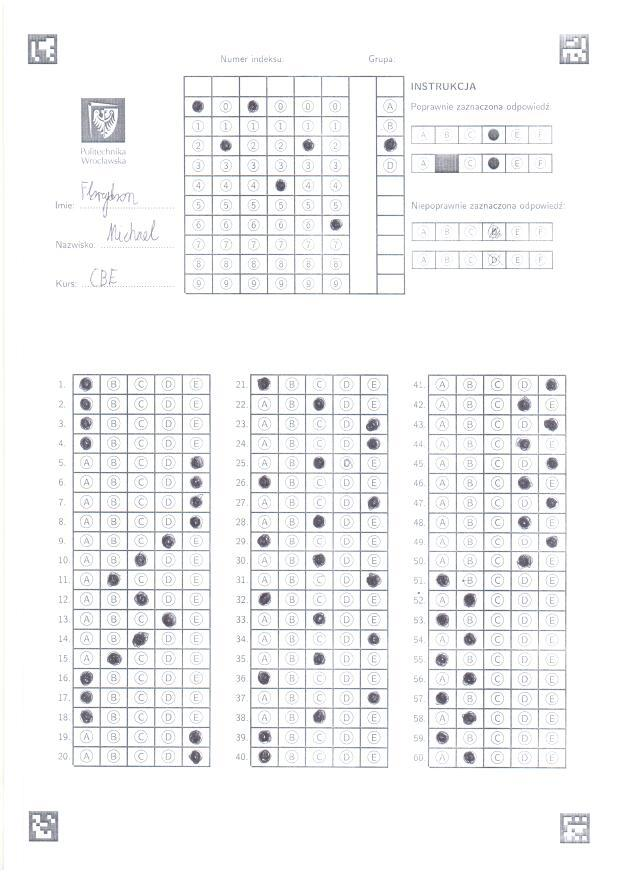 Numer indeksu: Grupa:
INSTRUKCJA
Poprawnie zaznaczona odpowiedź
A B C E F
A C E F
Niepoprawnie zaznaczona odpowiedź:
A B C D E F
A B C D E F
Politechnika
Wrocławska
Imie:
Nazwisko: Michael
Kurs: CBE
0 0 0 0 A
1 1 1 1 1 1 B
2 2 2 2
3 3 3 3 3 3 D
4 4 4 4 4
5 5 5 5 5 5
6 6 6 6 6
7 7 7 7 7 7
8 8 8 8 8 8
9 9 9 9 9 9
1. B C D E
2. B C D E
3. B C D E
4. B C D E
5. A B C D
6. A B C D
7. A B C D
8. A B C D
9. A B C E
10. A B D E
11. A C D E
12. A B D E
13. A B C E
14. A B D E
15. A C D E
16. B C D E
17. B C D E
18. B C D E
19. A B C D
20. A B C D
21. B C D E
22. A B D E
23. A B C D
24. A B C D
25. A B D E
26. B C D E
27. A B C D
28. A B D E
29. B C D E
30. A B D E
31. A B C D
32. B C D E
33. A B D E
34. A B C D
35. A B D E
36. B C D E
37. A B C D
38. A B D E
39. B C D E
40. B C D E
41. A B C D
42. A B C E
43. A B C D
44. A B C E
45. A B C D
46. A B C E
47. A B C D
48. A B C E
49. A B C D
50. A B C E
51. B C D E
52. A C D E
53. B C D E
54. A C D E
55. B C D E
56. A C D E
57. B C D E
58. A C D E
59. B C D E
60. A C D E